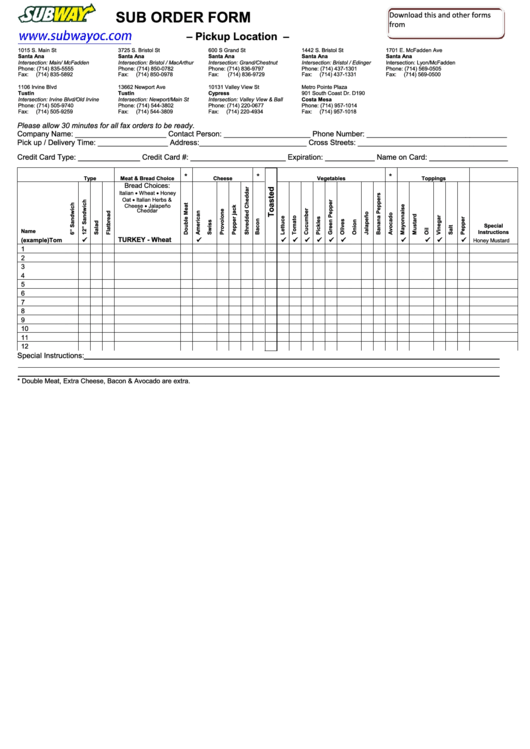 SUBWAY
SUB ORDER FORM
Download this and other forms
from
www.subwayoc.com
– Pickup Location –
1015 S. Main St
Santa Ana
Intersection: Main/ McFadden
Phone: (714) 835-5555
Fax: (714) 835-5892
3725 S. Bristol St
Santa Ana
Intersection: Bristol / MacArthur
Phone: (714) 850-0782
Fax: (714) 850-0978
600 S Grand St
Santa Ana
Intersection: Grand/Chestnut
Phone: (714) 836-9797
Fax: (714) 836-9729
1442 S. Bristol St
Santa Ana
Intersection: Bristol / Edinger
Phone: (714) 437-1301
Fax: (714) 437-1331
1701 E. McFadden Ave
Santa Ana
Intersection: Lyon/McFadden
Phone: (714) 569-0505
Fax: (714) 569-0500
1106 Irvine Blvd
Tustin
Intersection: Irvine Blvd/Old Irvine
Phone: (714) 505-9740
Fax: (714) 505-9259
13662 Newport Ave
Tustin
Intersection: Newport/Main St
Phone: (714) 544-3802
Fax: (714) 544-3809
10131 Valley View St
Cypress
Intersection: Valley View & Ball
Phone: (714) 220-0677
Fax: (714) 220-4934
Metro Pointe Plaza
901 South Coast Dr. D190
Costa Mesa
Phone: (714) 957-1014
Fax: (714) 957-1018
Please allow 30 minutes for all fax orders to be ready.
Company Name: Contact Person: Phone Number:
Pick up / Delivery Time: Address: Cross Streets:
Credit Card Type: Credit Card #: Expiration: Name on Card:
Type Meat & Bread Choice * Cheese * Vegetables * Toppings
Name
6" Sandwich
12" Sandwich
Salad
Flatbread
Bread Choices:
Italian • Wheat • Honey
Oat • Italian Herbs &
Cheese • Jalapeño
Cheddar
Double Meat
American
Swiss
Provolone
Pepper jack
Shredded Cheddar
Bacon
Toasted
Lettuce
Tomato
Cucumber
Pickles
Green Pepper
Olives
Onion
Jalapeño
Banana Peppers
Avocado
Mayonnaise
Mustard
Oil
Vinegar
Salt
Pepper
Special
Instructions
(example)Tom ✔ TURKEY - Wheat ✔ ✔ ✔ ✔ ✔ ✔ ✔ ✔ ✔ ✔ ✔ Honey Mustard
1
2
3
4
5
6
7
8
9
10
11
12
Special Instructions:
* Double Meat, Extra Cheese, Bacon & Avocado are extra.